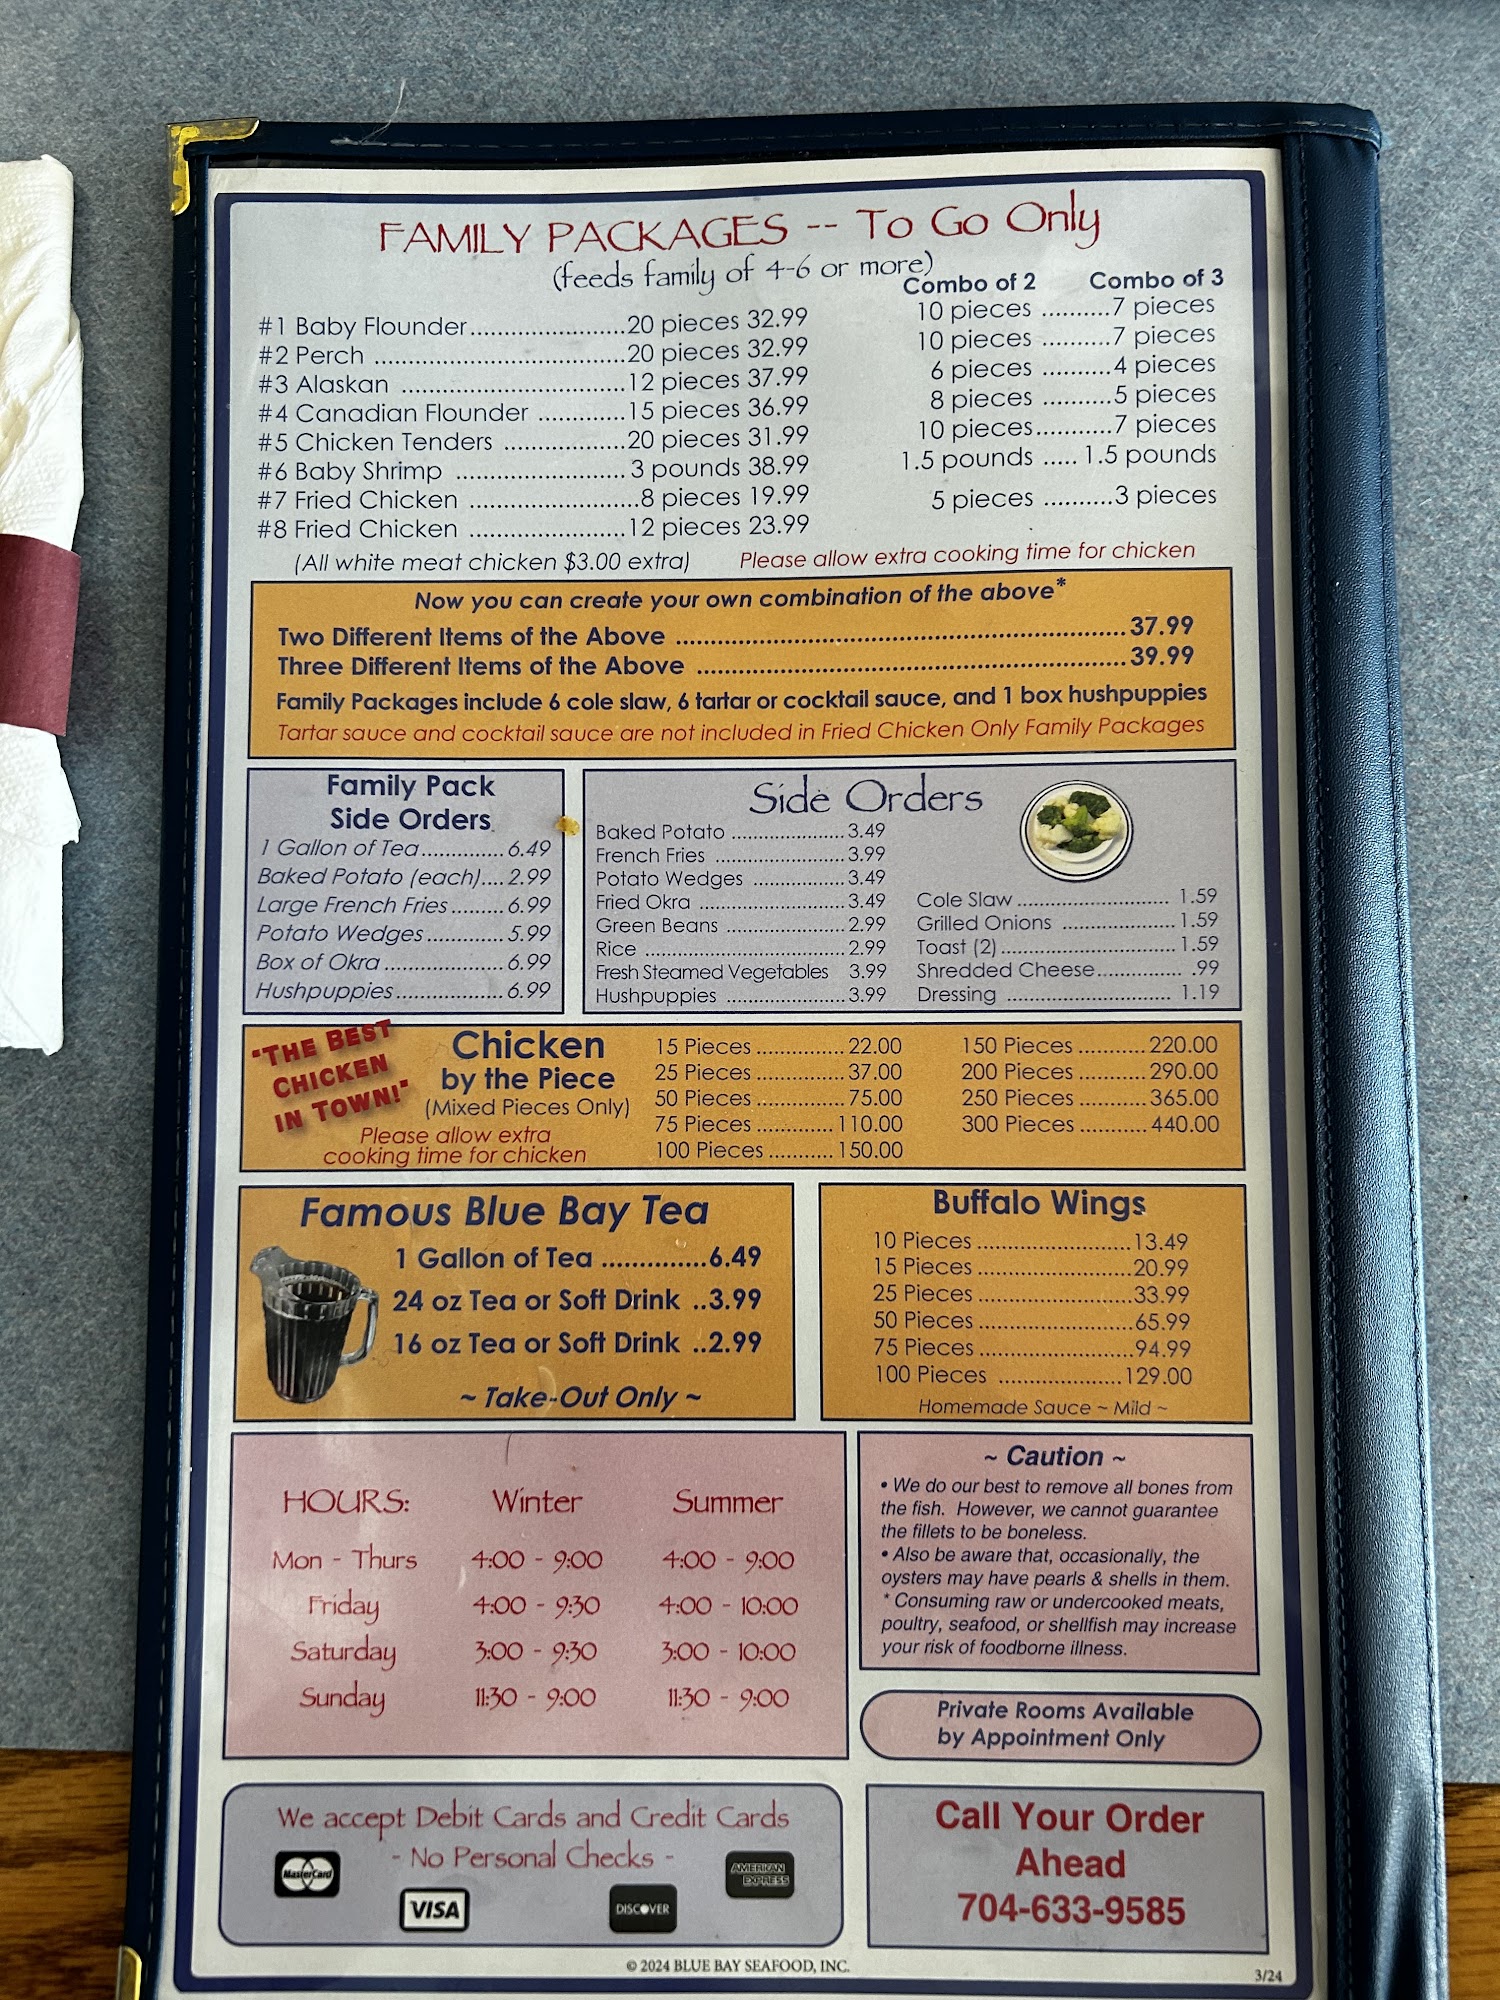 FAMILY PACKAGES -- To Go Only
(feeds family of 4-6 or more)
Combo of 2 Combo of 3
#1 Baby Flounder......................20 pieces 32.99 10 pieces ..........7 pieces
#2 Perch ....................................20 pieces 32.99 10 pieces ..........7 pieces
#3 Alaskan ................................12 pieces 37.99 6 pieces ..........4 pieces
#4 Canadian Flounder ............15 pieces 36.99 8 pieces ..........5 pieces
#5 Chicken Tenders .................20 pieces 31.99 10 pieces...........7 pieces
#6 Baby Shrimp ........................3 pounds 38.99 1.5 pounds ..... 1.5 pounds
#7 Fried Chicken ........................8 pieces 19.99 5 pieces ..........3 pieces
#8 Fried Chicken ......................12 pieces 23.99
(All white meat chicken $3.00 extra) Please allow extra cooking time for chicken
Now you can create your own combination of the above*
Two Different Items of the Above ..........................................................37.99
Three Different Items of the Above .......................................................39.99
Family Packages include 6 cole slaw, 6 tartar or cocktail sauce, and 1 box hushpuppies
Tartar sauce and cocktail sauce are not included in Fried Chicken Only Family Packages
Family Pack
Side Orders
1 Gallon of Tea..............6.49
Baked Potato (each)....2.99
Large French Fries.........6.99
Potato Wedges.............5.99
Box of Okra....................6.99
Hushpuppies..................6.99
Side Orders
Baked Potato ......................3.49
French Fries .........................3.99
Potato Wedges ..................3.49
Fried Okra ............................3.49
Green Beans .......................2.99
Rice .......................................2.99
Fresh Steamed Vegetables 3.99
Hushpuppies .......................3.99
Cole Slaw ............................ 1.59
Grilled Onions ..................... 1.59
Toast (2)................................ 1.59
Shredded Cheese................ .99
Dressing .............................. 1.19
"THE BEST
CHICKEN
IN TOWN!"
Chicken
by the Piece
(Mixed Pieces Only)
Please allow extra
cooking time for chicken
15 Pieces...............22.00
25 Pieces...............37.00
50 Pieces...............75.00
75 Pieces.............110.00
100 Pieces...........150.00
150 Pieces...........220.00
200 Pieces...........290.00
250 Pieces...........365.00
300 Pieces...........440.00
Famous Blue Bay Tea
1 Gallon of Tea ..............6.49
24 oz Tea or Soft Drink ..3.99
16 oz Tea or Soft Drink ..2.99
~ Take-Out Only ~
Buffalo Wings
10 Pieces.........................13.49
15 Pieces.........................20.99
25 Pieces.........................33.99
50 Pieces.........................65.99
75 Pieces.........................94.99
100 Pieces ....................129.00
Homemade Sauce ~ Mild ~
HOURS: Winter Summer
Mon - Thurs 4:00 - 9:00 4:00 - 9:00
Friday 4:00 - 9:30 4:00 - 10:00
Saturday 3:00 - 9:30 3:00 - 10:00
Sunday 11:30 - 9:00 11:30 - 9:00
~ Caution ~
• We do our best to remove all bones from
the fish. However, we cannot guarantee
the fillets to be boneless.
• Also be aware that, occasionally, the
oysters may have pearls & shells in them.
* Consuming raw or undercooked meats,
poultry, seafood, or shellfish may increase
your risk of foodborne illness.
Private Rooms Available
by Appointment Only
We accept Debit Cards and Credit Cards
- No Personal Checks -
MasterCard
VISA
DISCOVER
AMERICAN
EXPRESS
Call Your Order
Ahead
704-633-9585
© 2024 BLUE BAY SEAFOOD, INC.
3/24